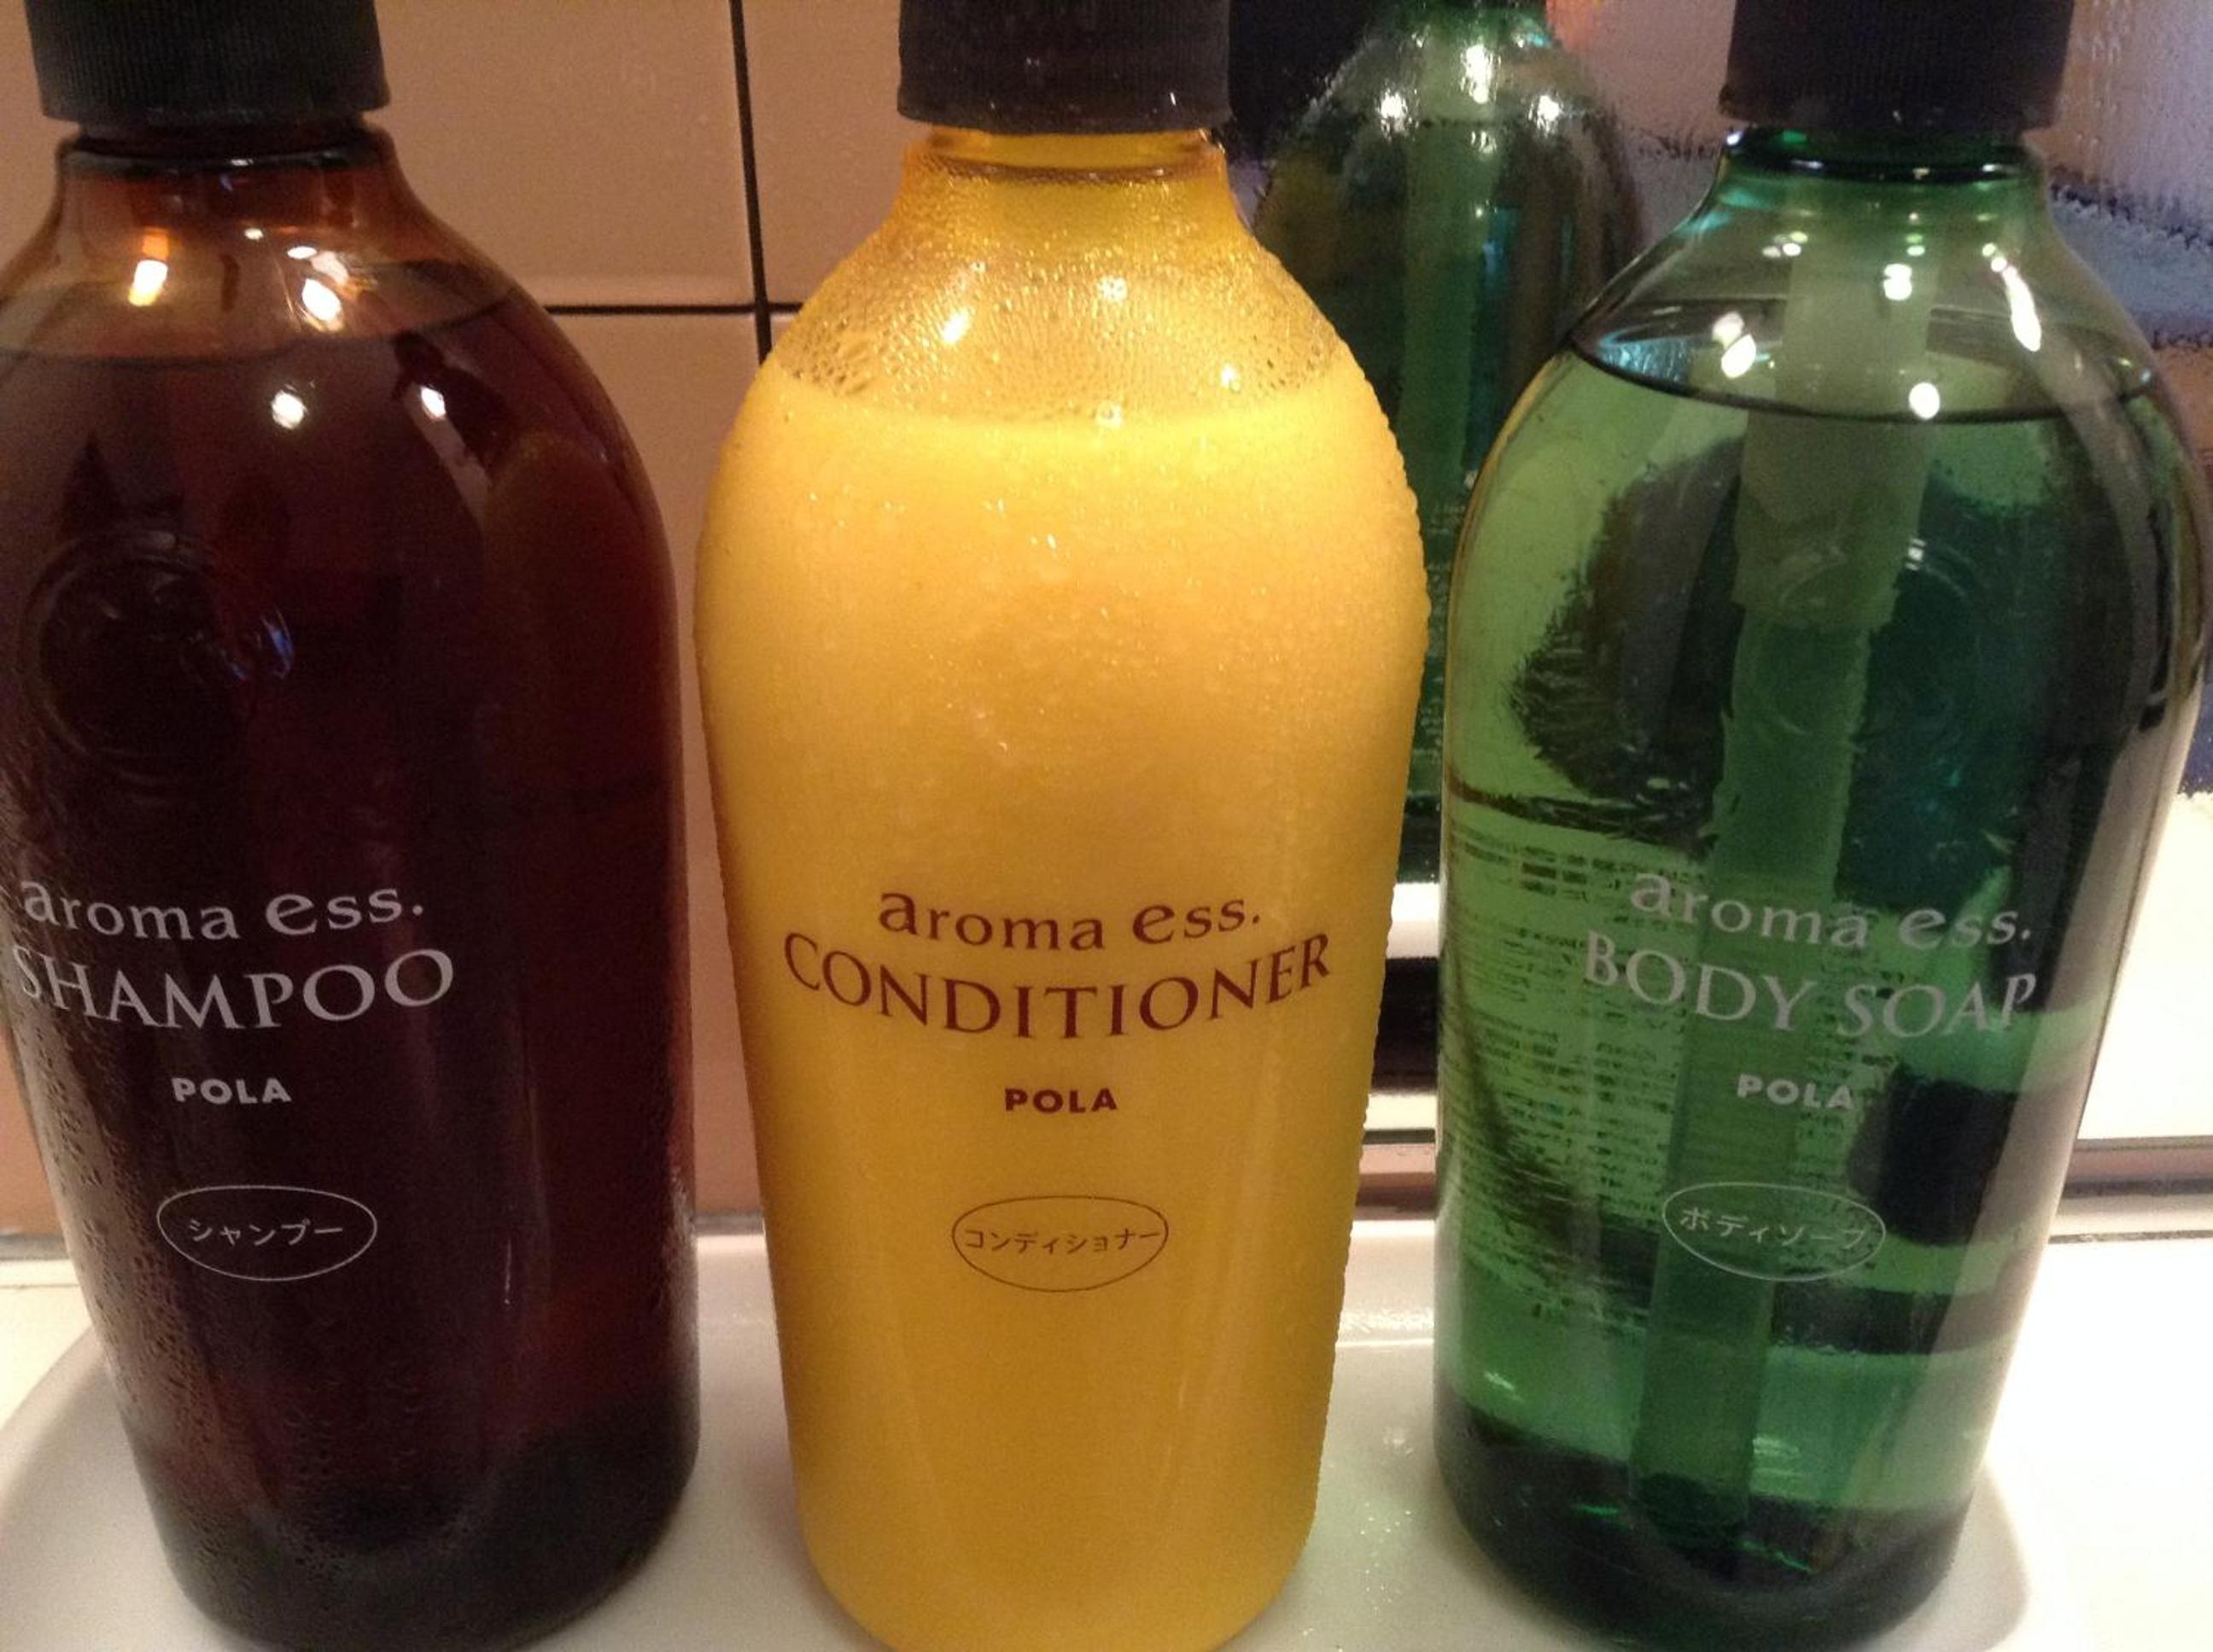 aroma ess.
SHAMPOO
POLA
シャンプー
aroma ess.
CONDITIONER
POLA
コンディショナー
aroma ess.
BODY SOAP
POLA
ボディソープ